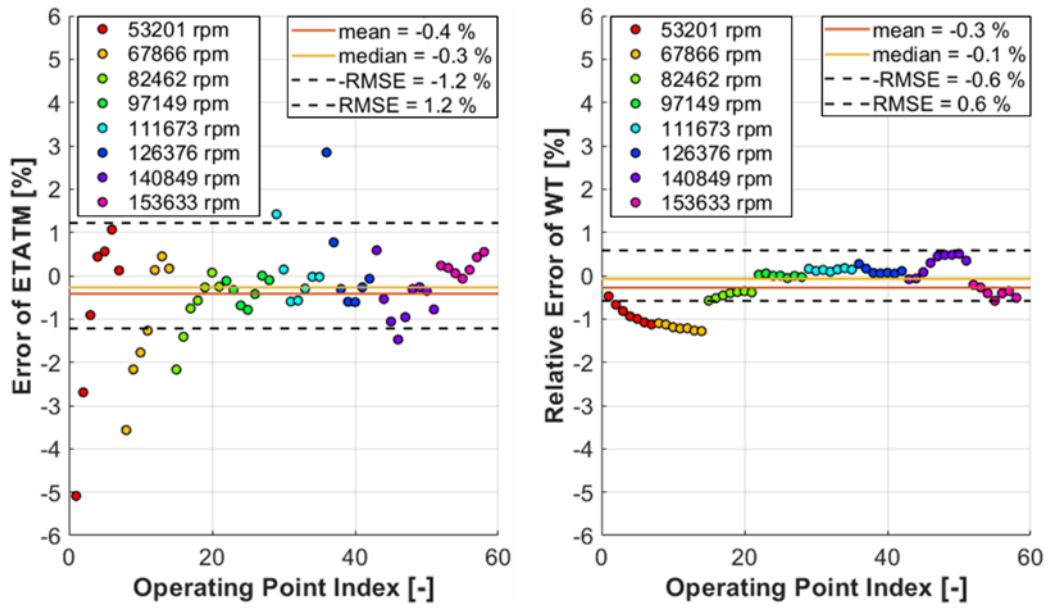 6
5
4
3
2
1
0
-1
-2
-3
-4
-5
-6
Error of ETATM [%]
53201 rpm
67866 rpm
82462 rpm
97149 rpm
111673 rpm
126376 rpm
140849 rpm
153633 rpm
mean = -0.4 %
median = -0.3 %
-RMSE = -1.2 %
RMSE = 1.2 %
0 20 40 60
Operating Point Index [-]
6
5
4
3
2
1
0
-1
-2
-3
-4
-5
-6
Relative Error of WT [%]
53201 rpm
67866 rpm
82462 rpm
97149 rpm
111673 rpm
126376 rpm
140849 rpm
153633 rpm
mean = -0.3 %
median = -0.1 %
-RMSE = -0.6 %
RMSE = 0.6 %
0 20 40 60
Operating Point Index [-]